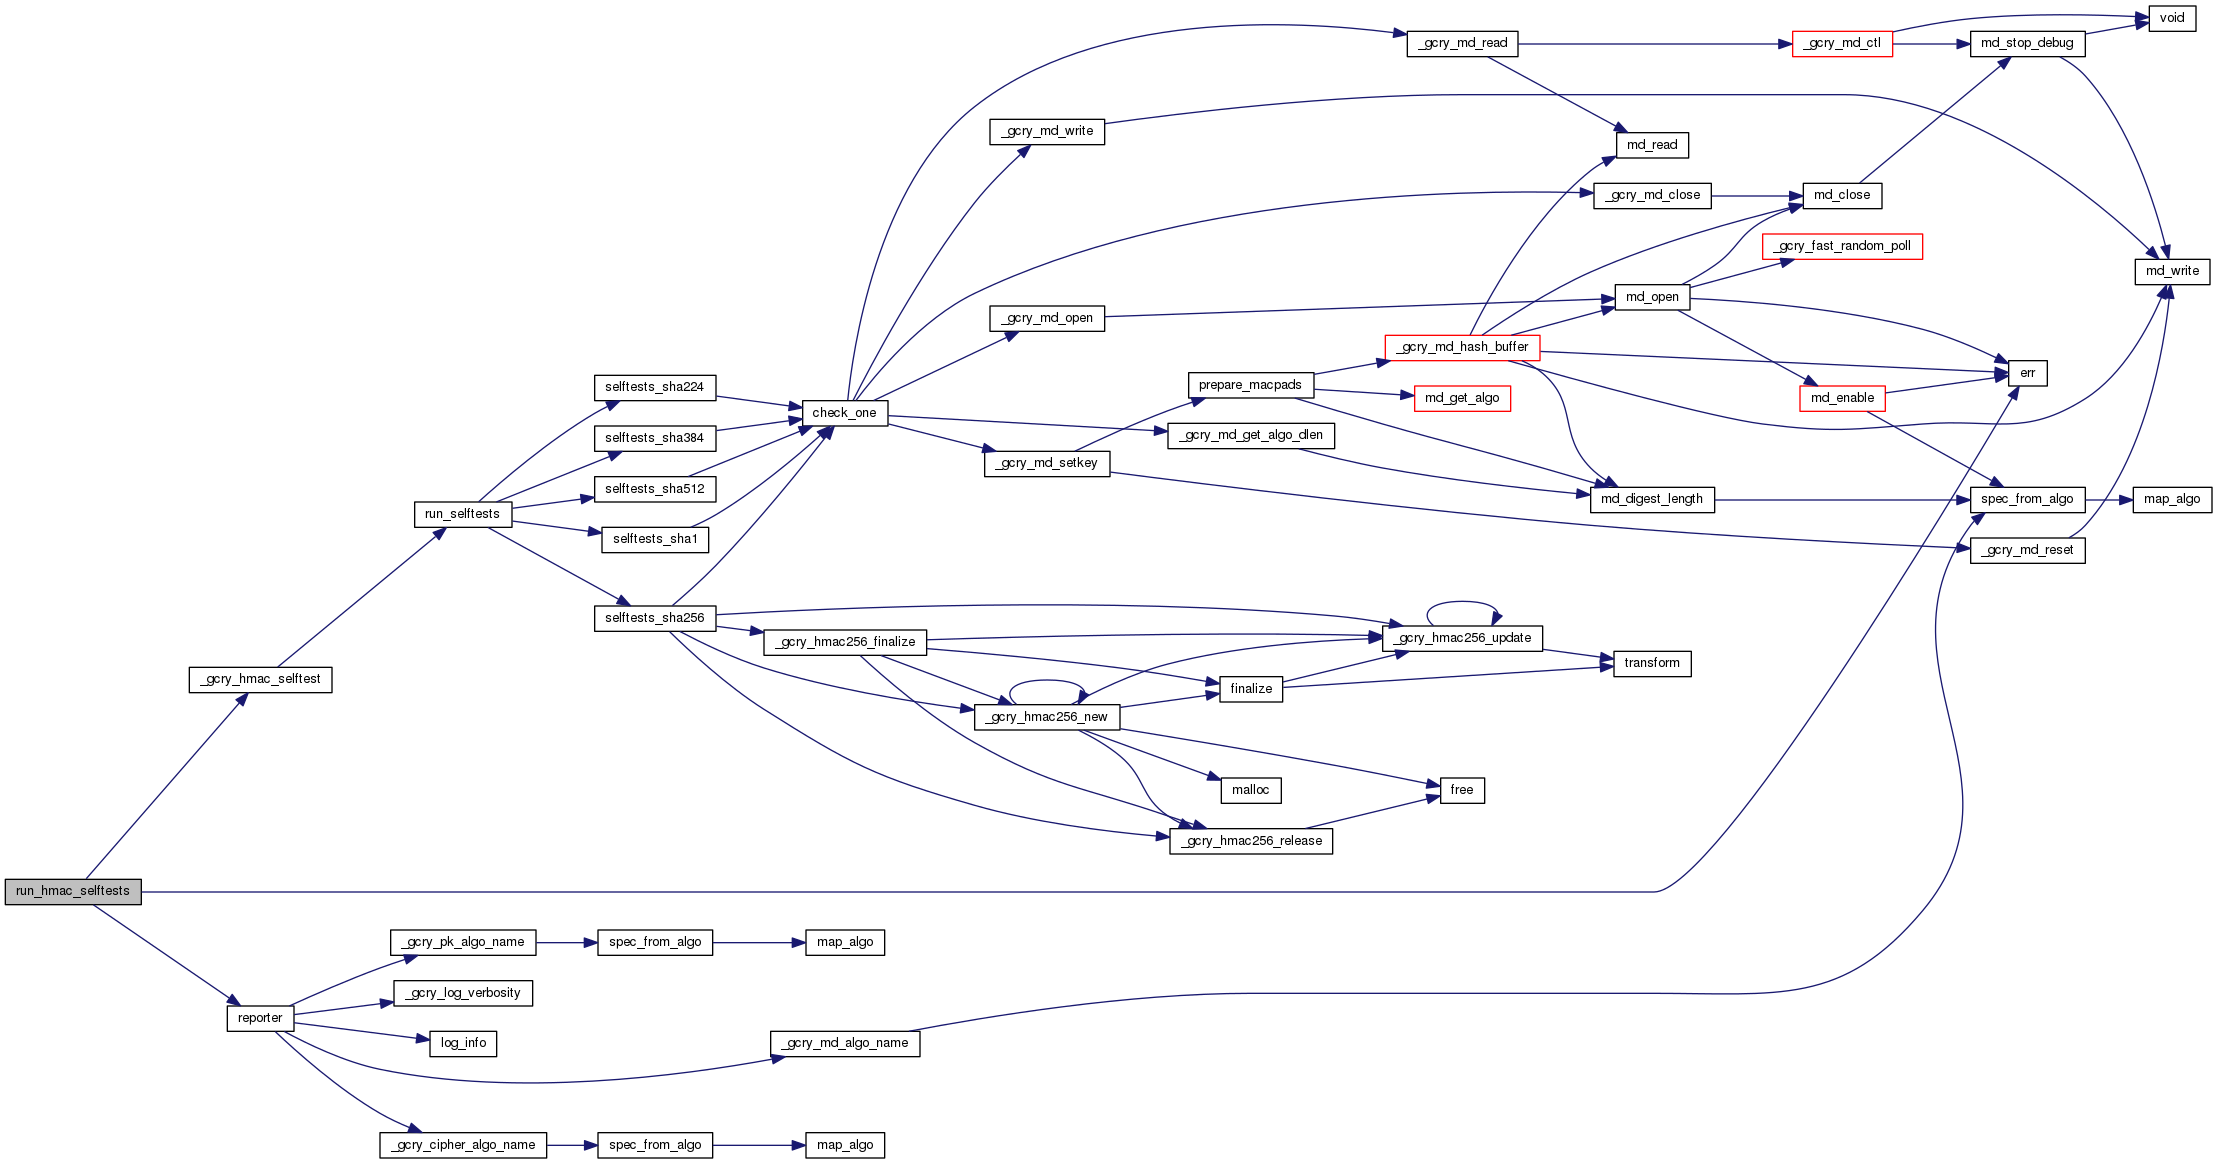 void
_gcry_md_read
_gcry_md_ctl
md_stop_debug
_gcry_md_write
md_read
_gcry_md_close
md_close
_gcry_fast_random_poll
md_write
md_open
_gcry_md_open
_gcry_md_hash_buffer
err
selftests_sha224
prepare_macpads
md_get_algo
md_enable
check_one
selftests_sha384
_gcry_md_get_algo_dlen
_gcry_md_setkey
selftests_sha512
md_digest_length
spec_from_algo
map_algo
run_selftests
selftests_sha1
_gcry_md_reset
selftests_sha256
_gcry_hmac256_finalize
_gcry_hmac256_update
transform
_gcry_hmac_selftest
finalize
_gcry_hmac256_new
malloc
free
_gcry_hmac256_release
run_hmac_selftests
_gcry_pk_algo_name
spec_from_algo
map_algo
_gcry_log_verbosity
reporter
log_info
_gcry_md_algo_name
_gcry_cipher_algo_name
spec_from_algo
map_algo